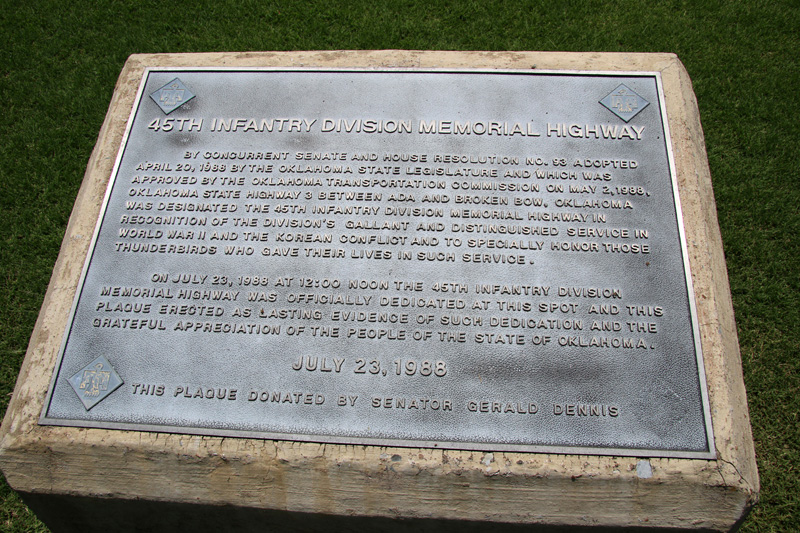 45TH INFANTRY DIVISION MEMORIAL HIGHWAY
BY CONCURRENT SENATE AND HOUSE RESOLUTION NO. 93 ADOPTED
APRIL 20, 1988 BY THE OKLAHOMA STATE LEGISLATURE AND WHICH WAS
APPROVED BY THE OKLAHOMA TRANSPORTATION COMMISSION ON MAY 2, 1988,
OKLAHOMA STATE HIGHWAY 3 BETWEEN ADA AND BROKEN BOW, OKLAHOMA
WAS DESIGNATED THE 45TH INFANTRY DIVISION MEMORIAL HIGHWAY IN
RECOGNITION OF THE DIVISION'S GALLANT AND DISTINGUISHED SERVICE IN
WORLD WAR II AND THE KOREAN CONFLICT AND TO SPECIALLY HONOR THOSE
THUNDERBIRDS WHO GAVE THEIR LIVES IN SUCH SERVICE.
ON JULY 23, 1988 AT 12:00 NOON THE 45TH INFANTRY DIVISION
MEMORIAL HIGHWAY WAS OFFICIALLY DEDICATED AT THIS SPOT AND THIS
PLAQUE ERECTED AS LASTING EVIDENCE OF SUCH DEDICATION AND THE
GRATEFUL APPRECIATION OF THE PEOPLE OF THE STATE OF OKLAHOMA.
JULY 23, 1988
THIS PLAQUE DONATED BY SENATOR GERALD DENNIS